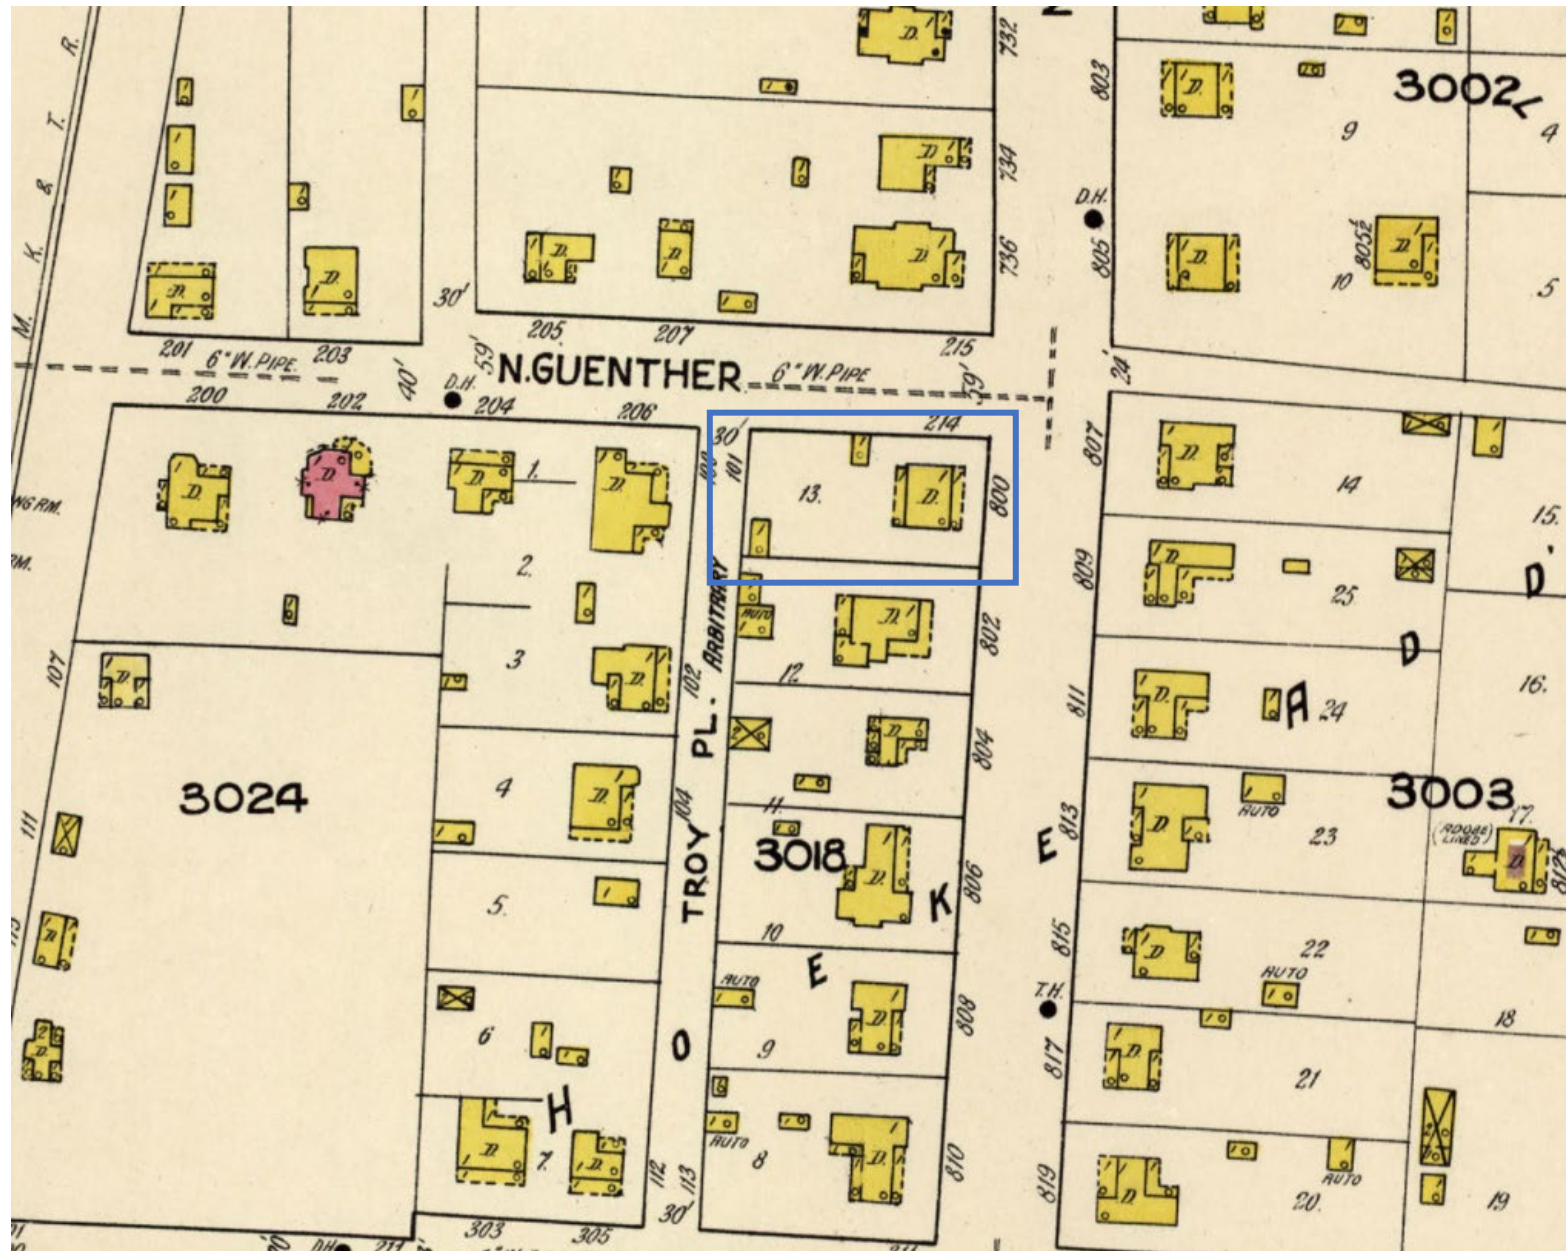 732.
803
3002
R.
T.
&
K.
M.
D.
D.
9
4
734
D.
D.H.
736
805
805½
D.
D.
D.
10
5
D.
D.
D.
D.
30'
201
6" W. PIPE.
203
205
207
215
40'
59'
N. GUENTHER
6" W. PIPE
59'
24'
D.H.
200
202
204
206
30'
214
101
800
807
D.
D.
D.
1.
13.
D.
D.
14
15.
2.
809
D.
25
D
107
D.
3
D.
102
ARBITRARY
AUTO
D.
802
12
D
16.
811
D.
A
24
TROY PL.
D.
804
3024
4
D.
104
11.
813
D.
AUTO
23
3003
17.
(ADOBE LINED)
D.
111
3018
D.
806
E
K
5.
10
815
D
22
AUTO
D
E
AUTO
808
T.H.
6
O
9
D.
817
D.
21
18
2
D.
H
D.
7.
D.
112
113
AUTO
8
D.
810
819
D.
20.
AUTO
19
303
305
30'
D.H.